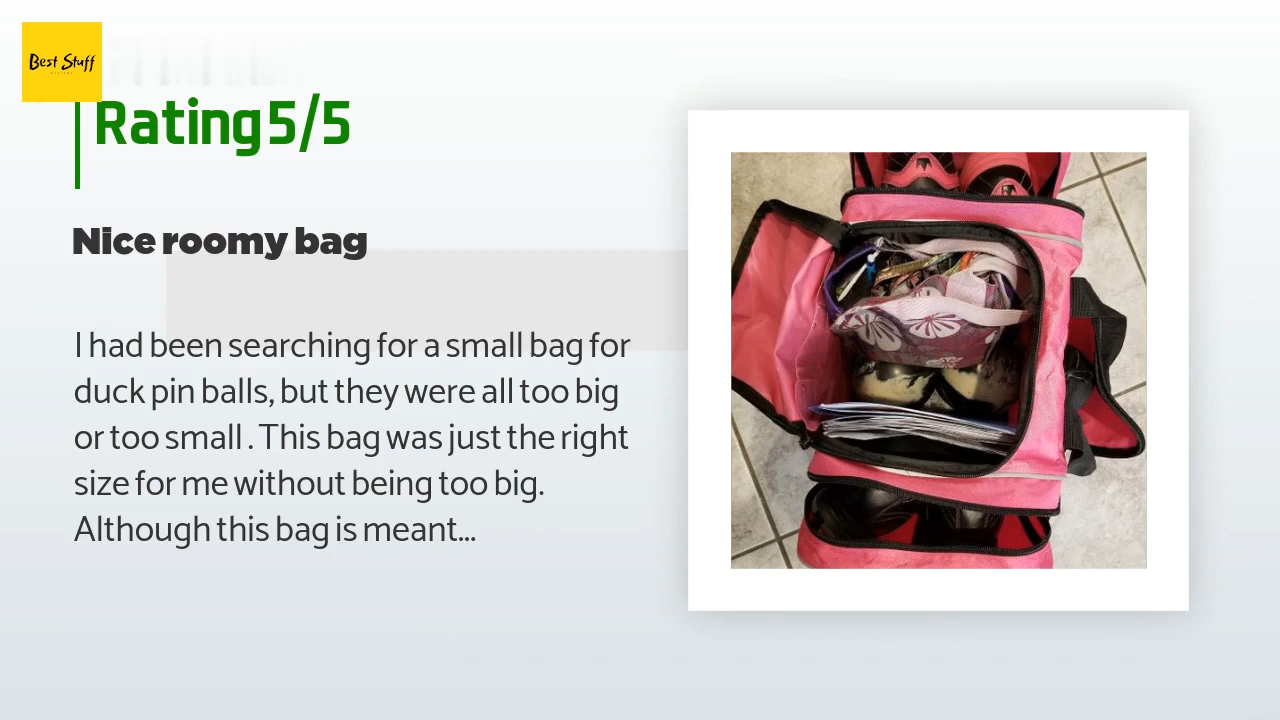 Best Stuff
Rating 5/5
Nice roomy bag
I had been searching for a small bag for
duck pin balls, but they were all too big
or too small . This bag was just the right
size for me without being too big.
Although this bag is meant...